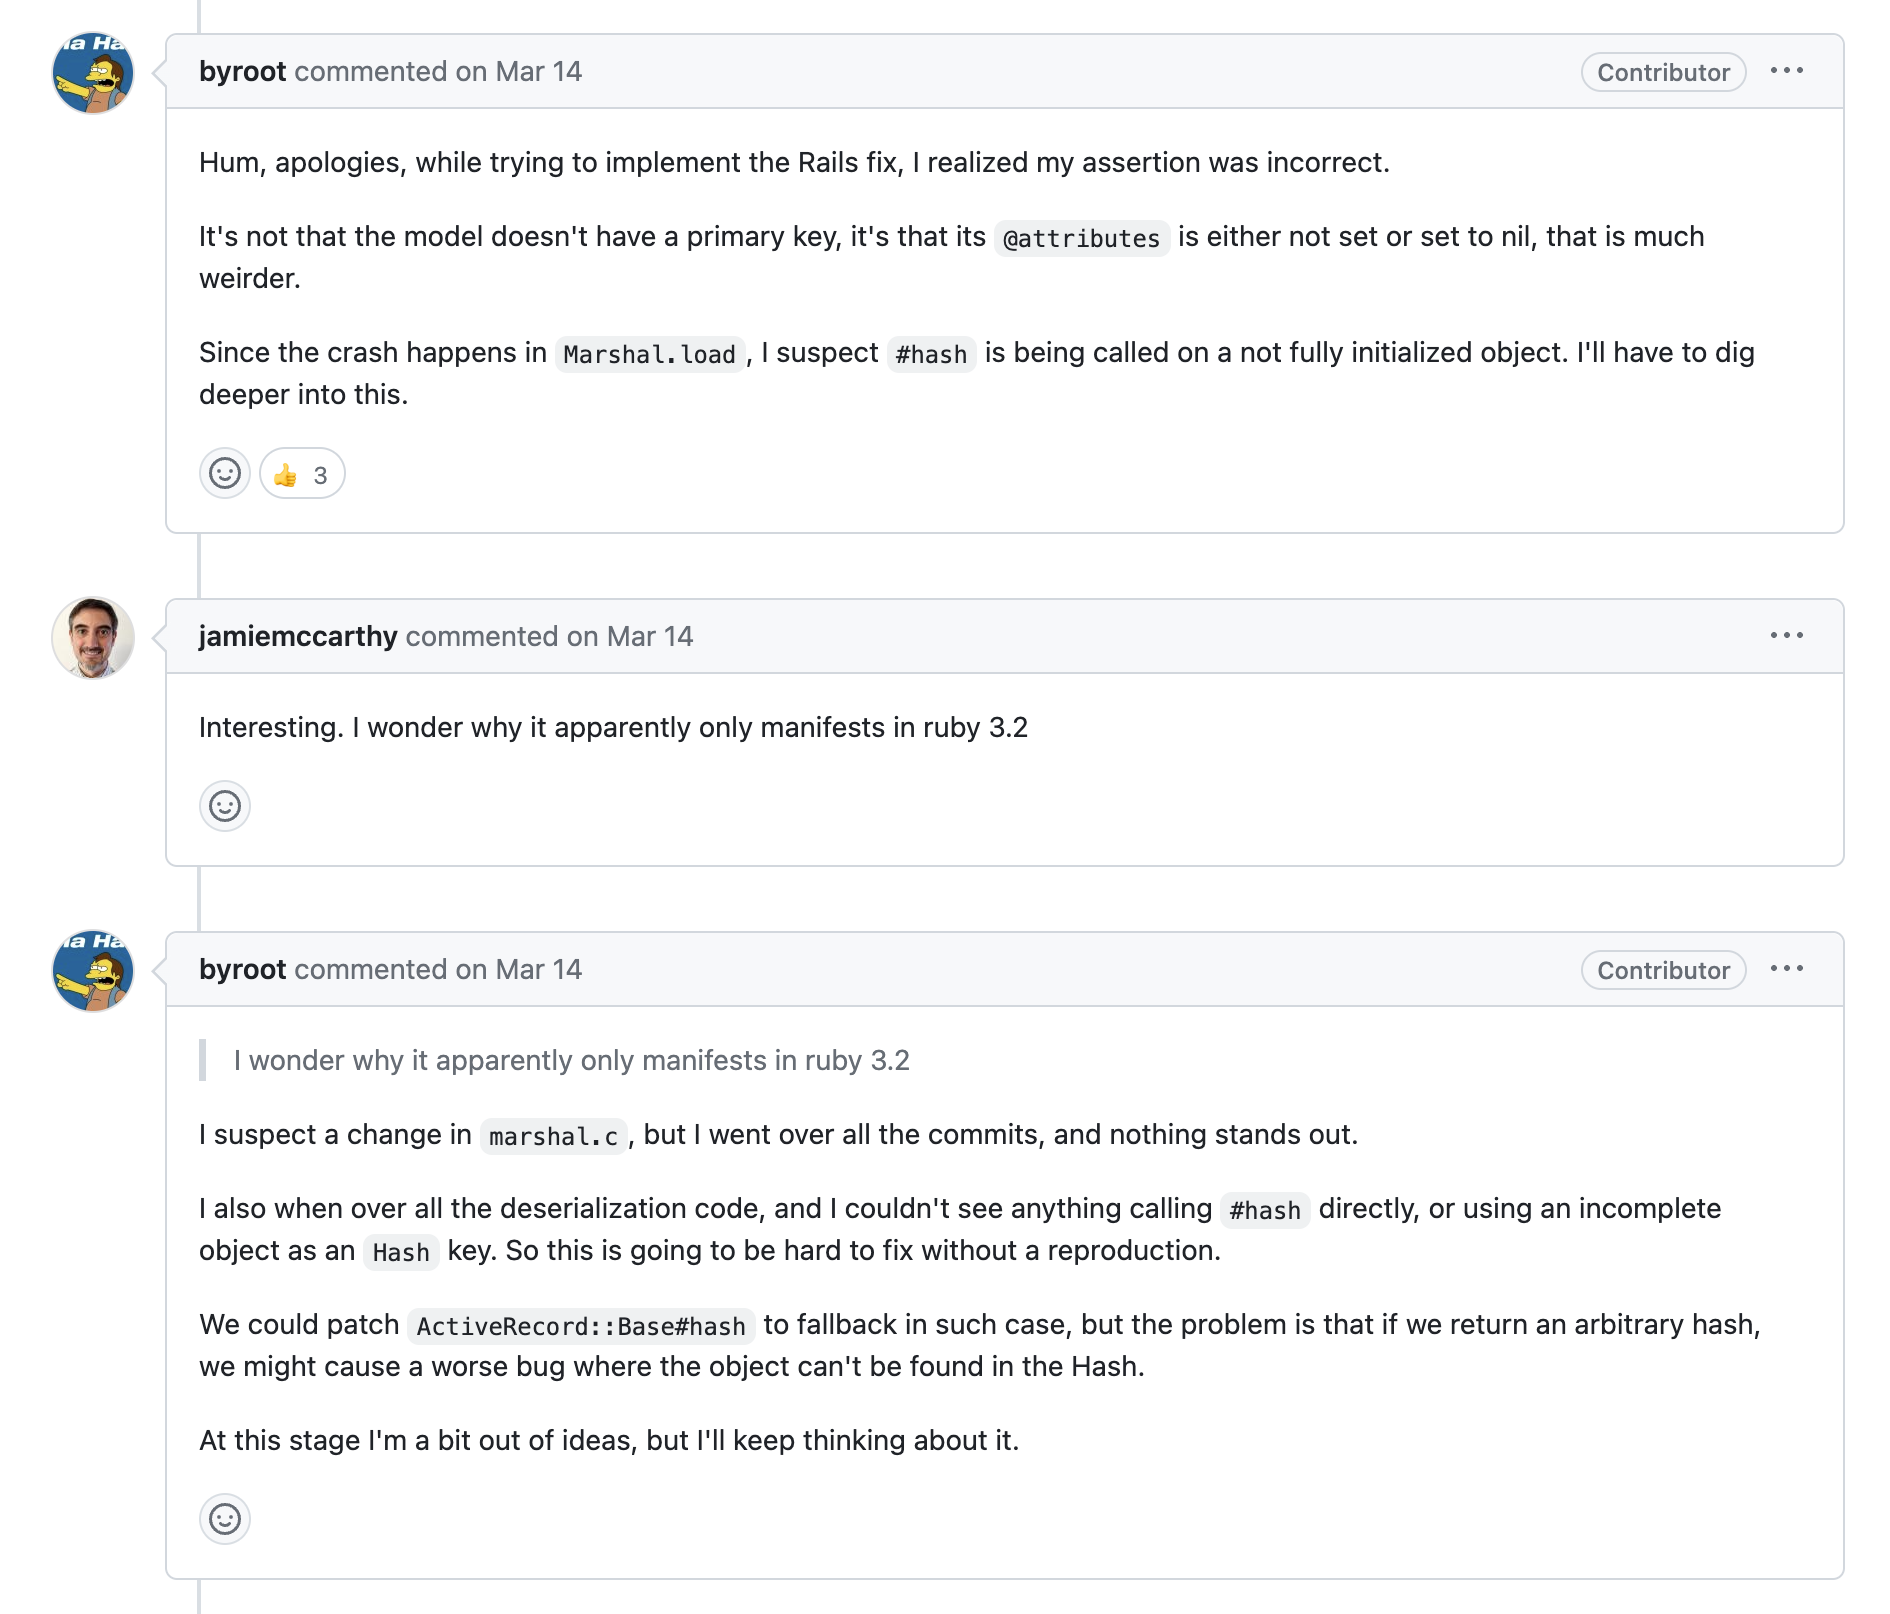 la Ha
byroot commented on Mar 14
Contributor
Hum, apologies, while trying to implement the Rails fix, I realized my assertion was incorrect.
It's not that the model doesn't have a primary key, it's that its @attributes is either not set or set to nil, that is much
weirder.
Since the crash happens in Marshal.load, I suspect #hash is being called on a not fully initialized object. I'll have to dig
deeper into this.
👍 3
jamiemccarthy commented on Mar 14
Interesting. I wonder why it apparently only manifests in ruby 3.2
la Ha
byroot commented on Mar 14
Contributor
I wonder why it apparently only manifests in ruby 3.2
I suspect a change in marshal.c, but I went over all the commits, and nothing stands out.
I also when over all the deserialization code, and I couldn't see anything calling #hash directly, or using an incomplete
object as an Hash key. So this is going to be hard to fix without a reproduction.
We could patch ActiveRecord::Base#hash to fallback in such case, but the problem is that if we return an arbitrary hash,
we might cause a worse bug where the object can't be found in the Hash.
At this stage I'm a bit out of ideas, but I'll keep thinking about it.